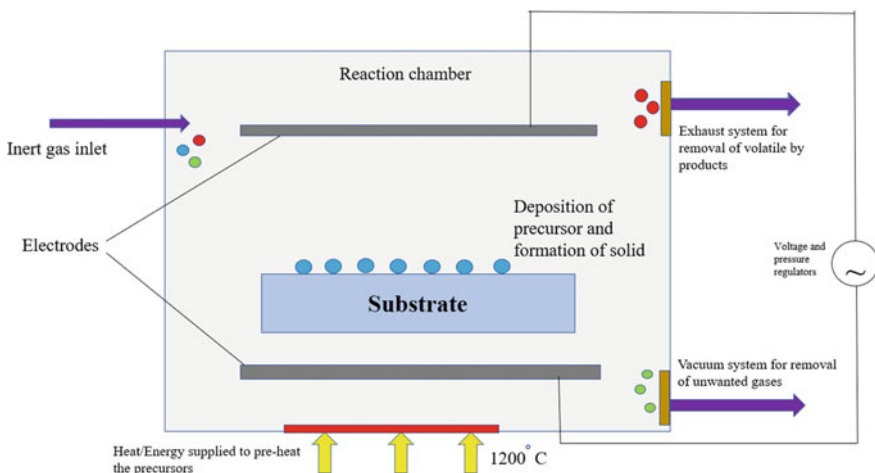 Reaction chamber
Inert gas inlet
Exhaust system for
removal of volatile by
products
Electrodes
Deposition of
precursor and
formation of solid
Voltage and
pressure
regulators
~
Substrate
Vacuum system for removal
of unwanted gases
Heat/Energy supplied to pre-heat
the precursors
1200° C